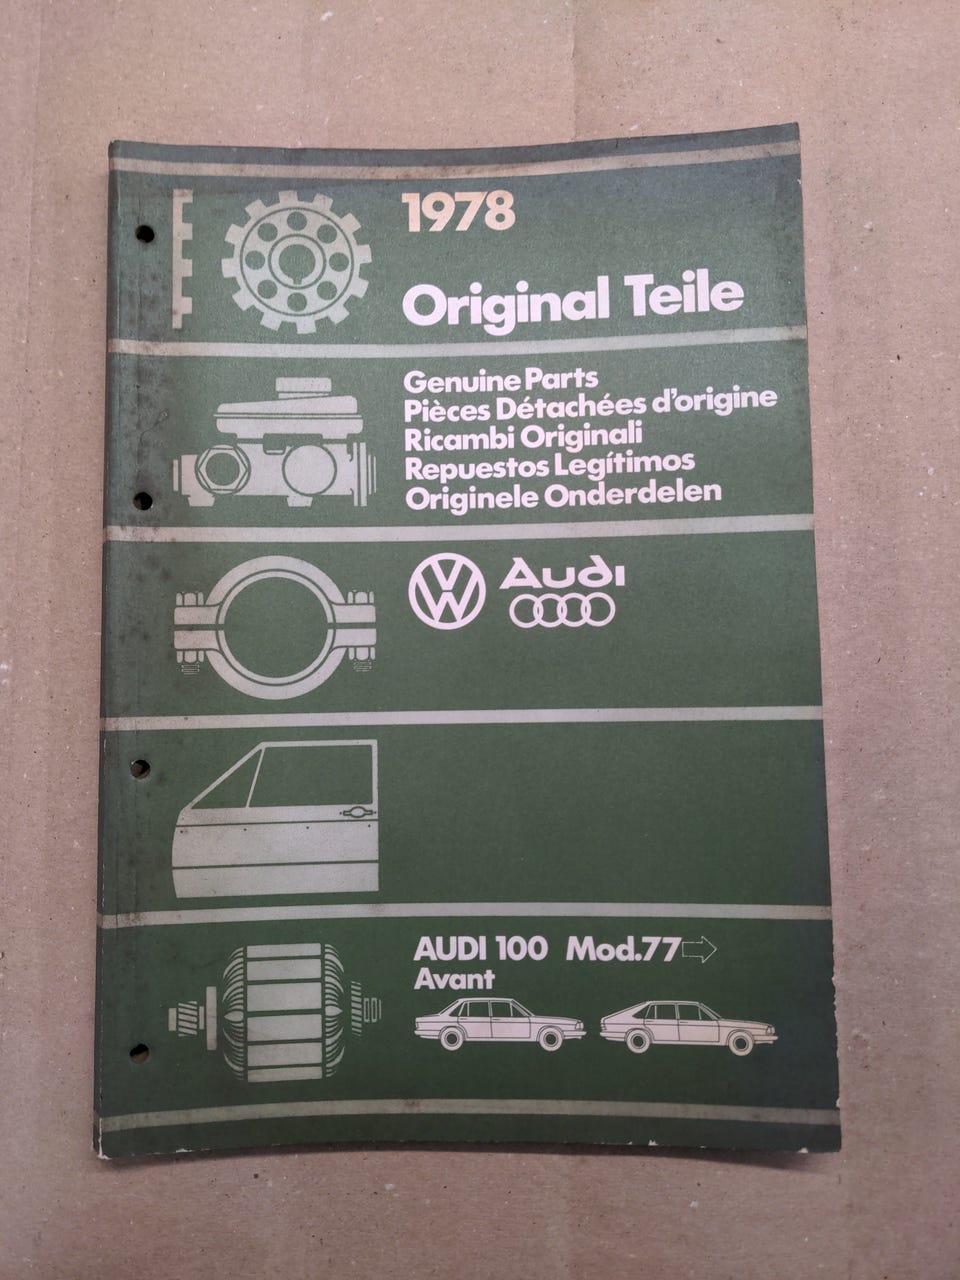 1978
Original Teile
Genuine Parts
Pièces Détachées d'origine
Ricambi Originali
Repuestos Legítimos
Originele Onderdelen
VW Audi
AUDI 100 Mod.77
Avant